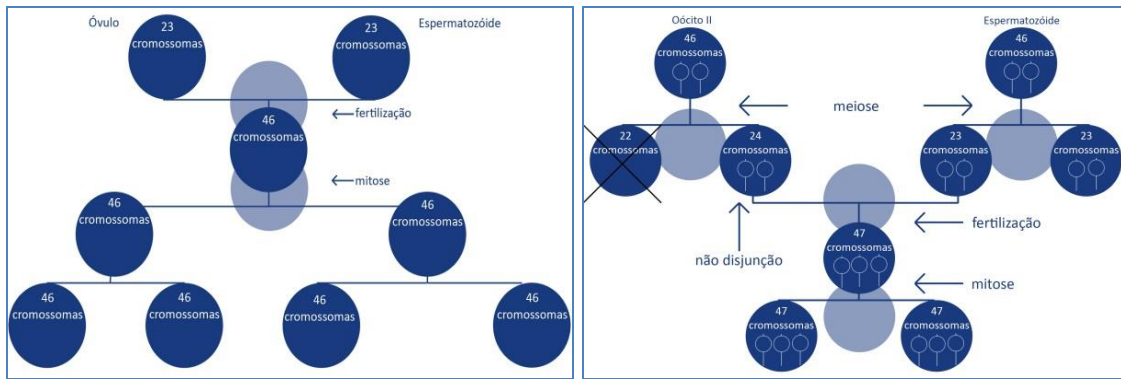 Óvulo
Espermatozóide
23
cromossomas
23
cromossomas
fertilização
46
cromossomas
mitose
46
cromossomas
46
cromossomas
46
cromossomas
46
cromossomas
46
cromossomas
46
cromossomas
Oócito II
Espermatozóide
46
cromossomas
46
cromossomas
meiose
22
cromossomas
24
cromossomas
23
cromossomas
23
cromossomas
não disjunção
fertilização
47
cromossomas
mitose
47
cromossomas
47
cromossomas